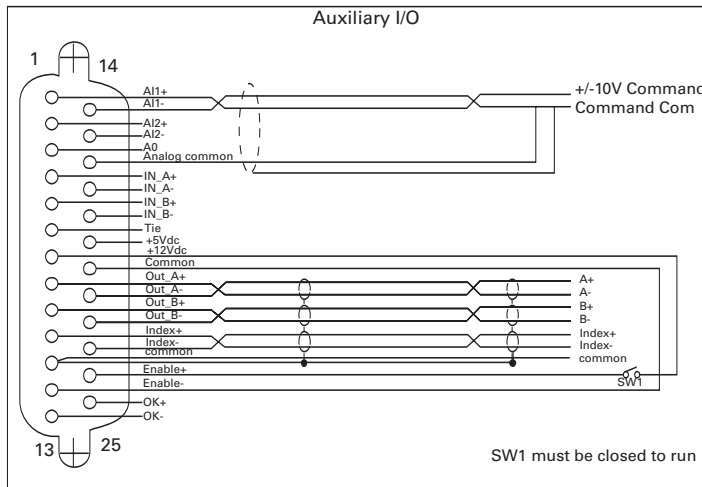 Auxiliary I/O
1
14
AI1+
AI1-
+/-10V Command
Command Com
AI2+
AI2-
A0
Analog common
IN_A+
IN_A-
IN_B+
IN_B-
Tie
+5Vdc
+12Vdc
Common
Out_A+
A+
Out_A-
A-
Out_B+
B+
Out_B-
B-
Index+
Index+
Index-
Index-
common
common
Enable+
SW1
Enable-
OK+
OK-
13
25
SW1 must be closed to run